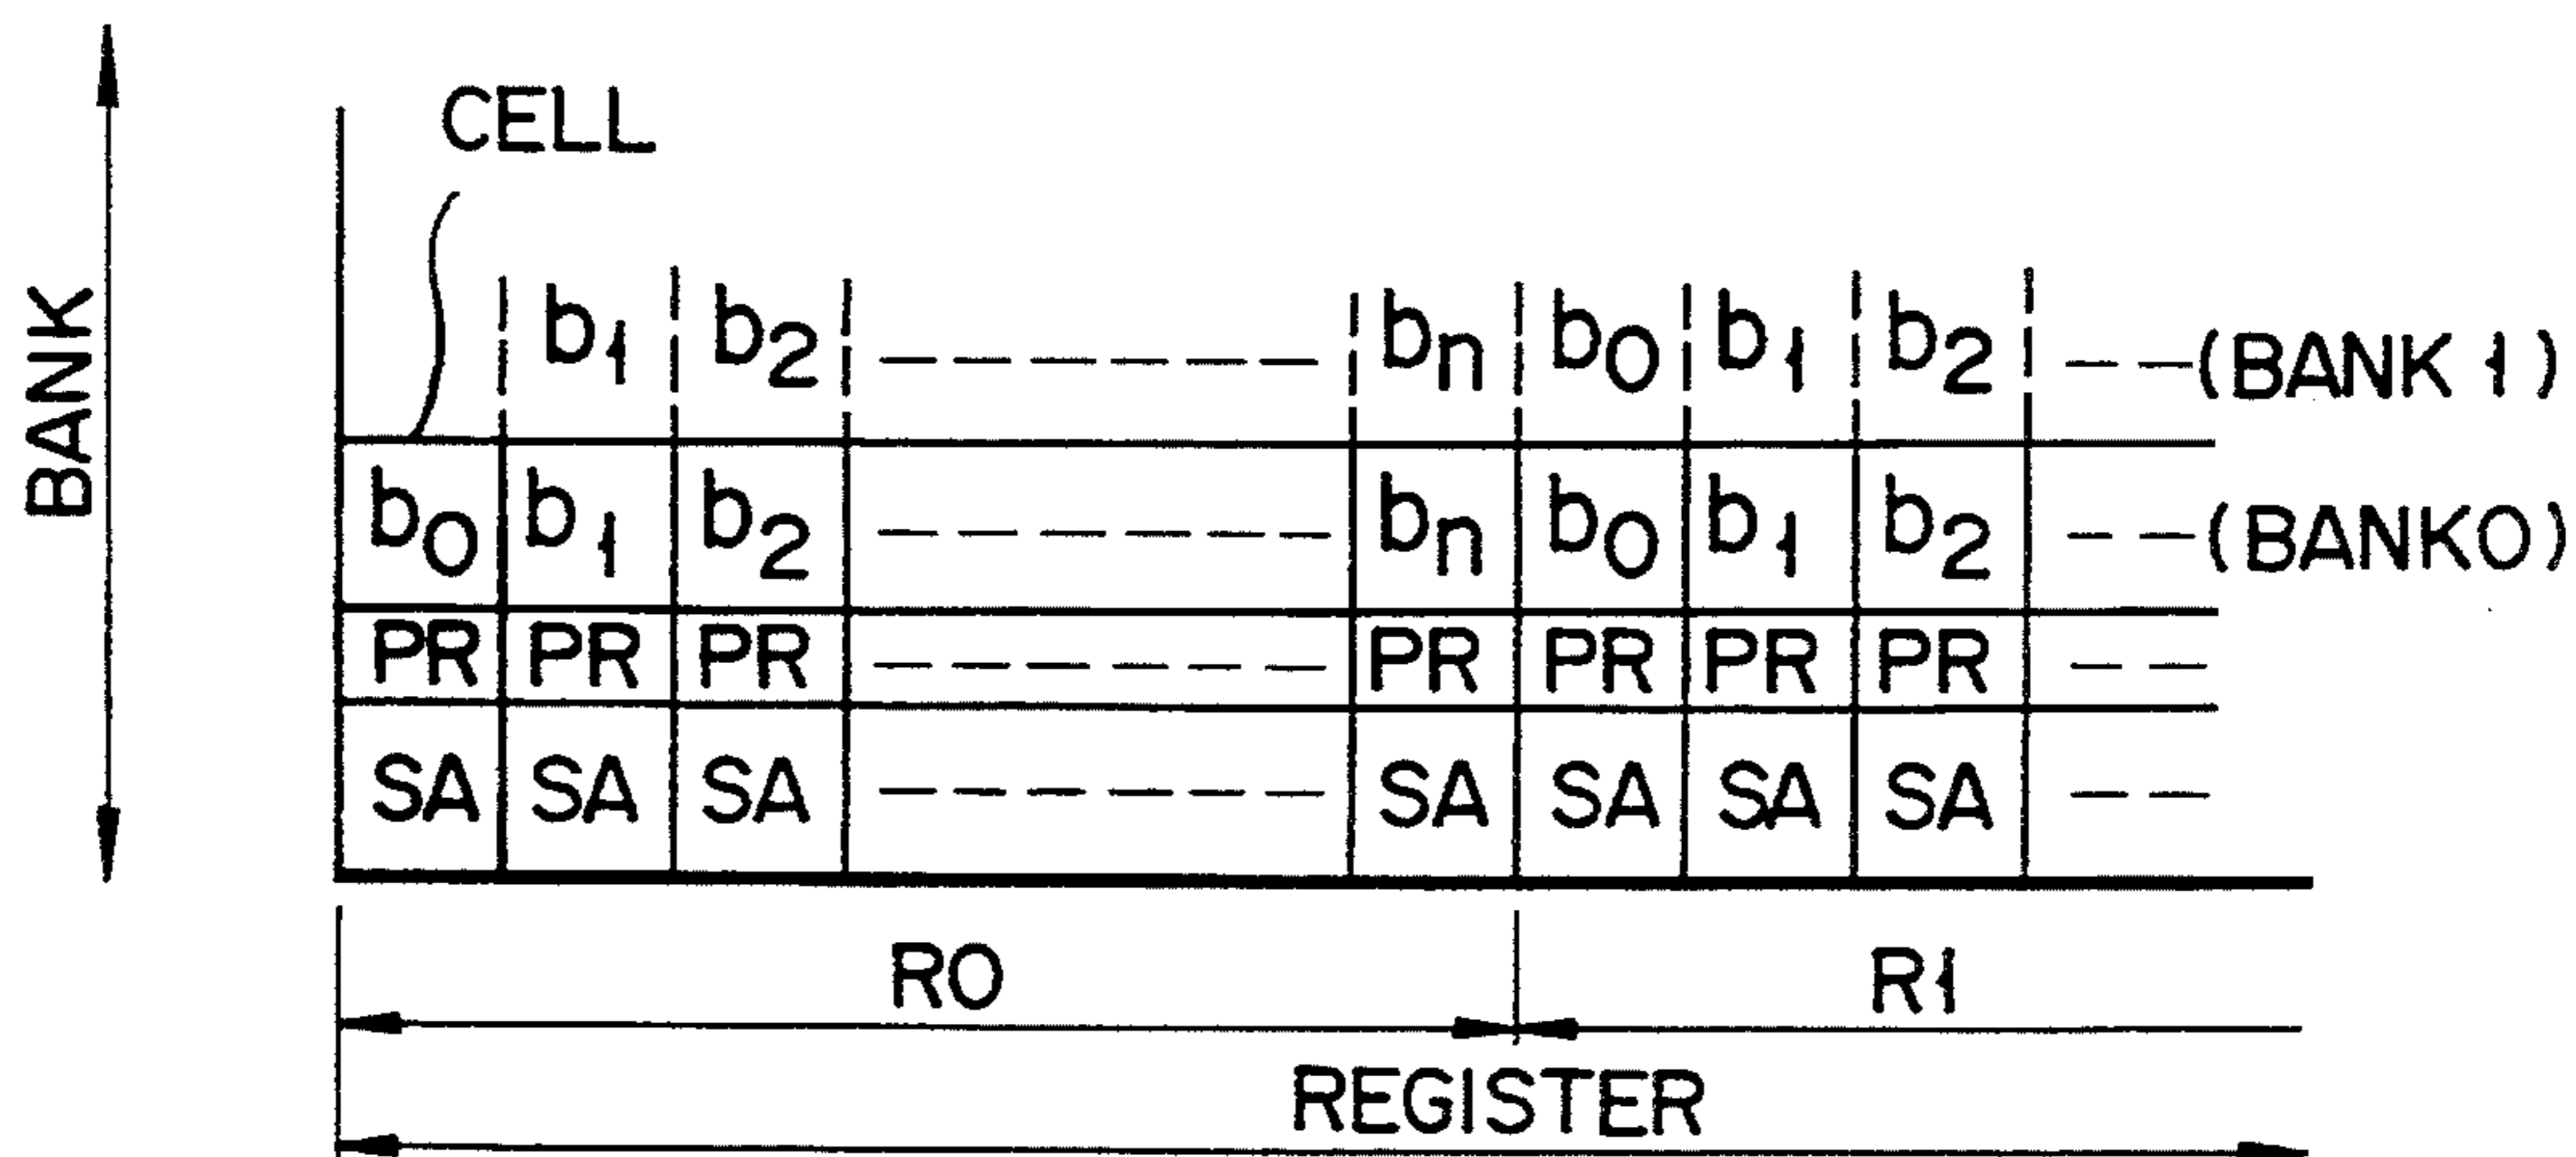 CELL
BANK
b1 b2 bn b0 b1 b2 (BANK 1)
b0 b1 b2 bn b0 b1 b2 (BANK0)
PR PR PR PR PR PR PR
SA SA SA SA SA SA SA
R0 R1
REGISTER